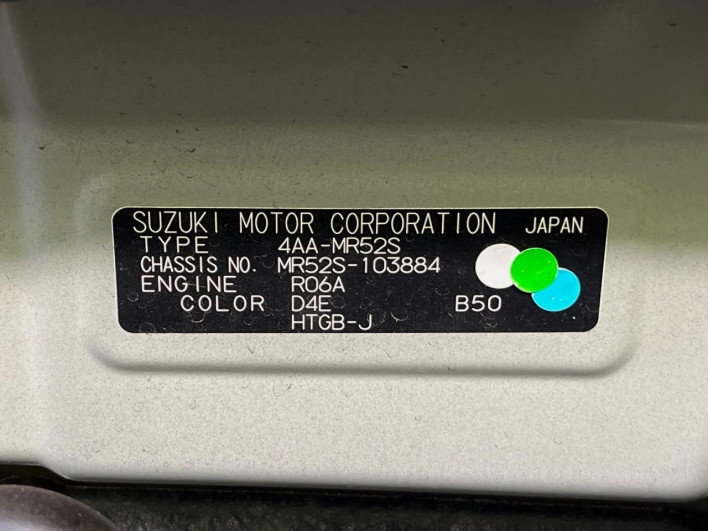 SUZUKI MOTOR CORPORATION JAPAN
TYPE 4AA-MR52S
CHASSIS NO. MR52S-103884
ENGINE R06A
COLOR D4E B50
HTGB-J